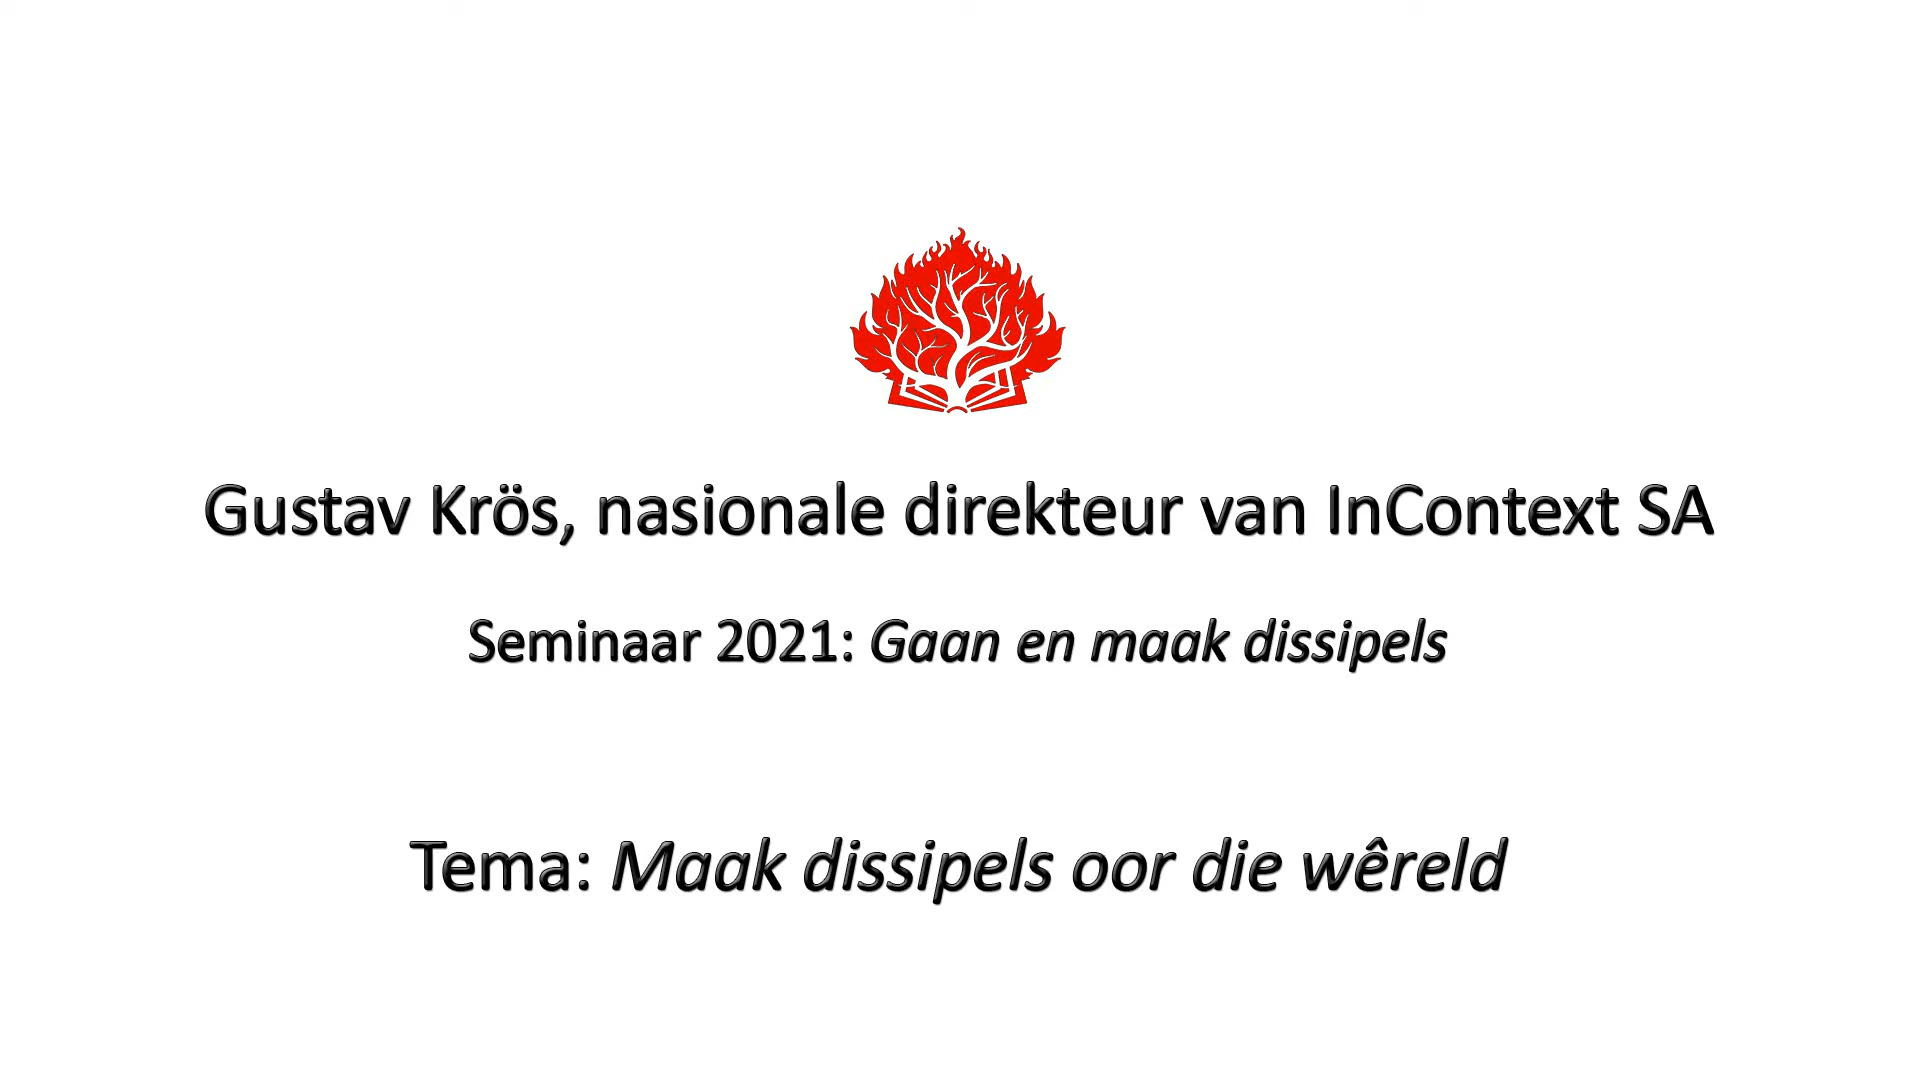 Gustav Krös, nasionale direkteur van InContext SA
Seminaar 2021: Gaan en maak dissipels
Tema: Maak dissipels oor die wêreld